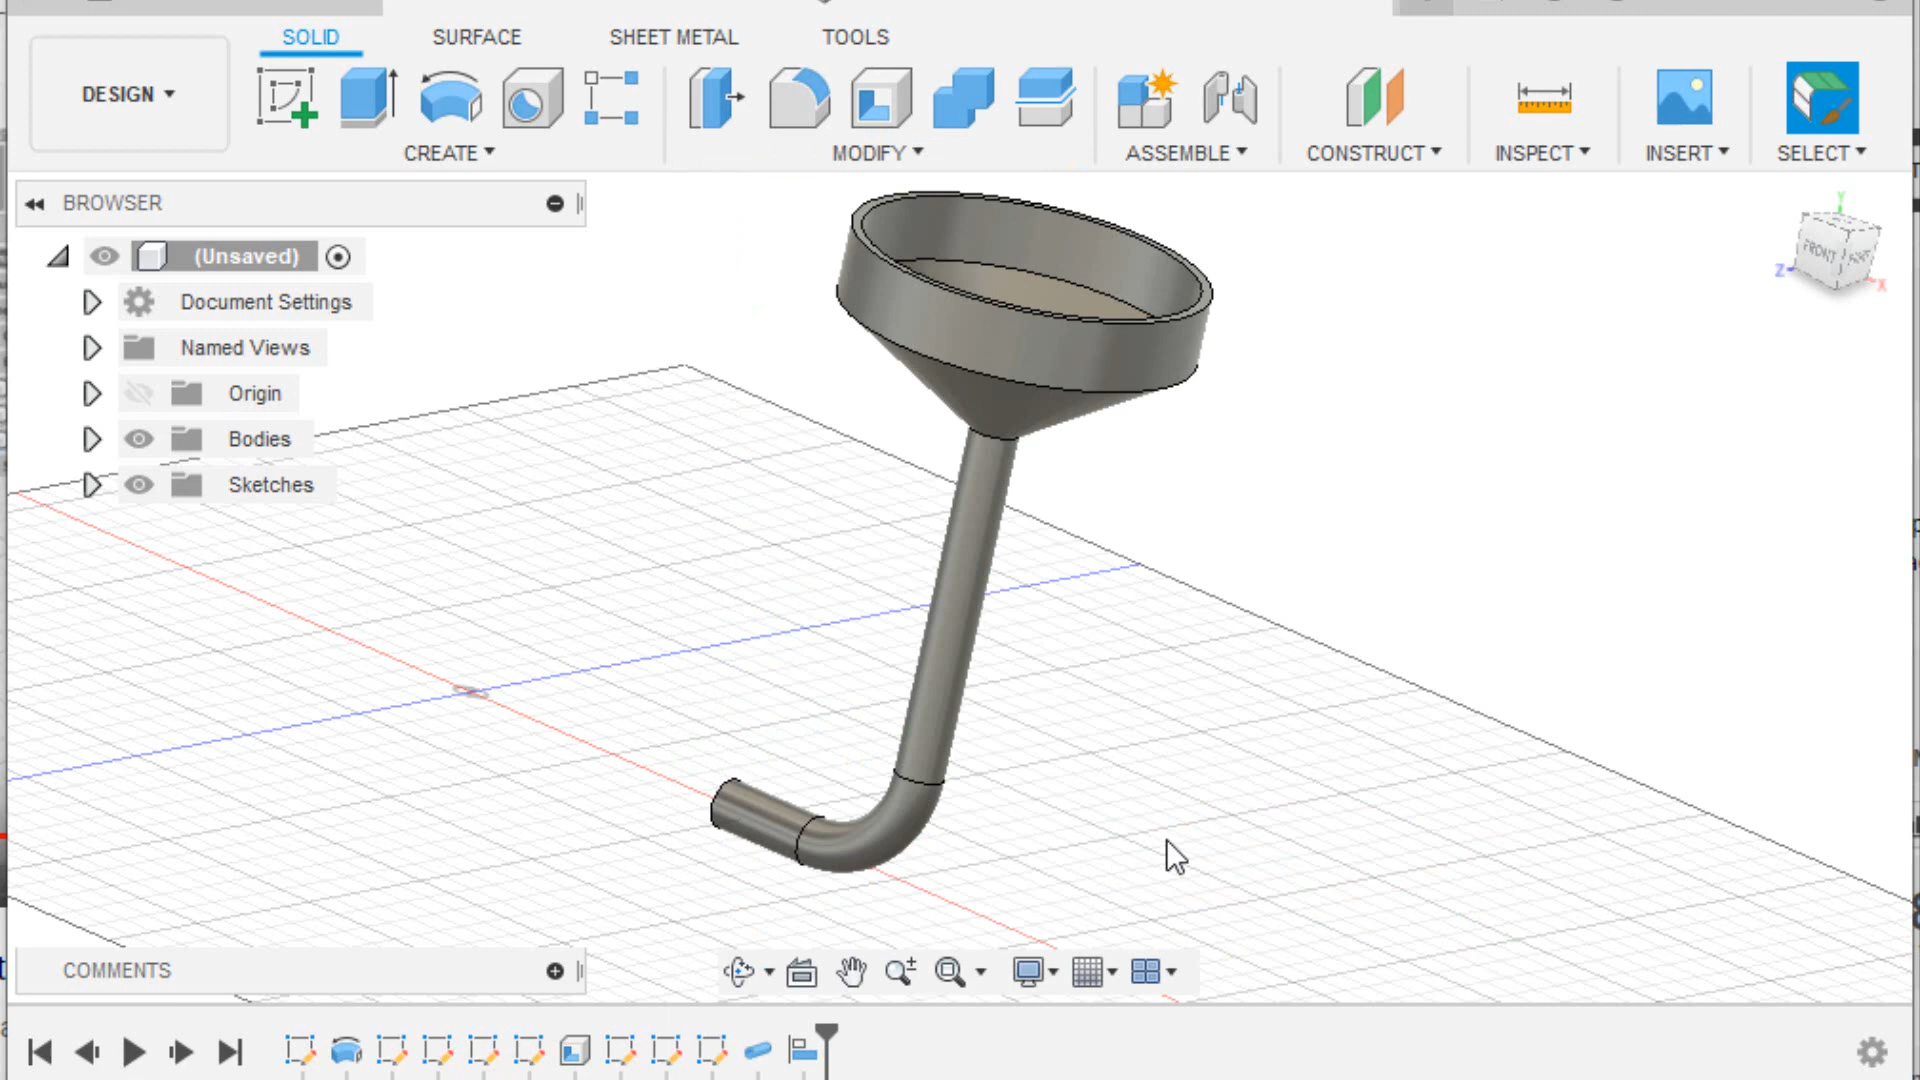 SOLID SURFACE SHEET METAL TOOLS
DESIGN
CREATE MODIFY ASSEMBLE CONSTRUCT INSPECT INSERT SELECT
BROWSER
(Unsaved)
Document Settings
Named Views
Origin
Bodies
Sketches
Y
FRONT
Z
X
COMMENTS